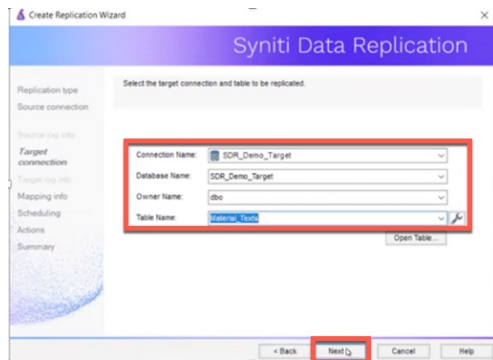 Create Replication Wizard
Syniti Data Replication
Replication type
Source connection
Source log info
Target
connection
Target log info
Mapping info
Scheduling
Actions
Summary
Select the target connection and table to be replicated.
Connection Name: SDR_Demo_Target
Database Name: SDR_Demo_Target
Owner Name: dbo
Table Name: Material_Texts
Open Table...
< Back Next Cancel Help